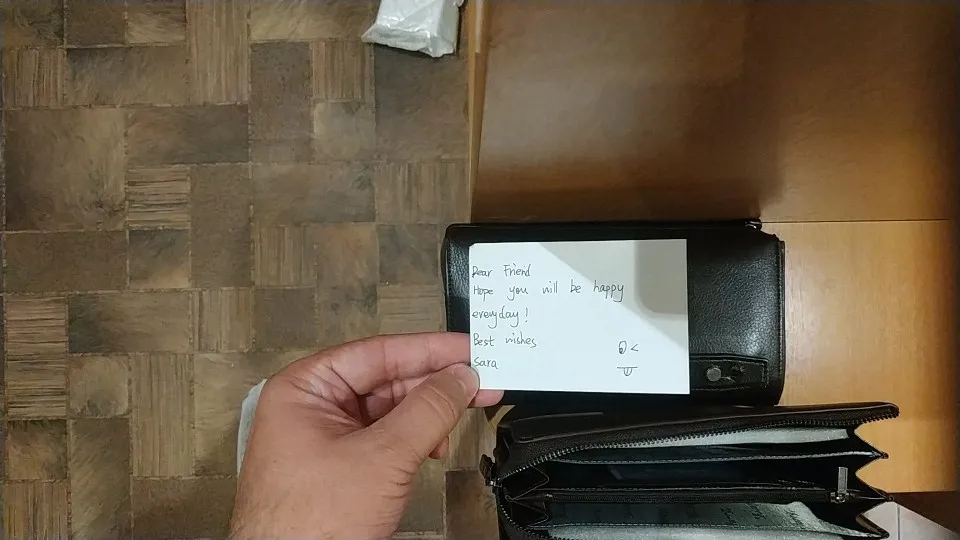 Dear Friend
Hope you will be happy
everyday!
Best wishes
Sara